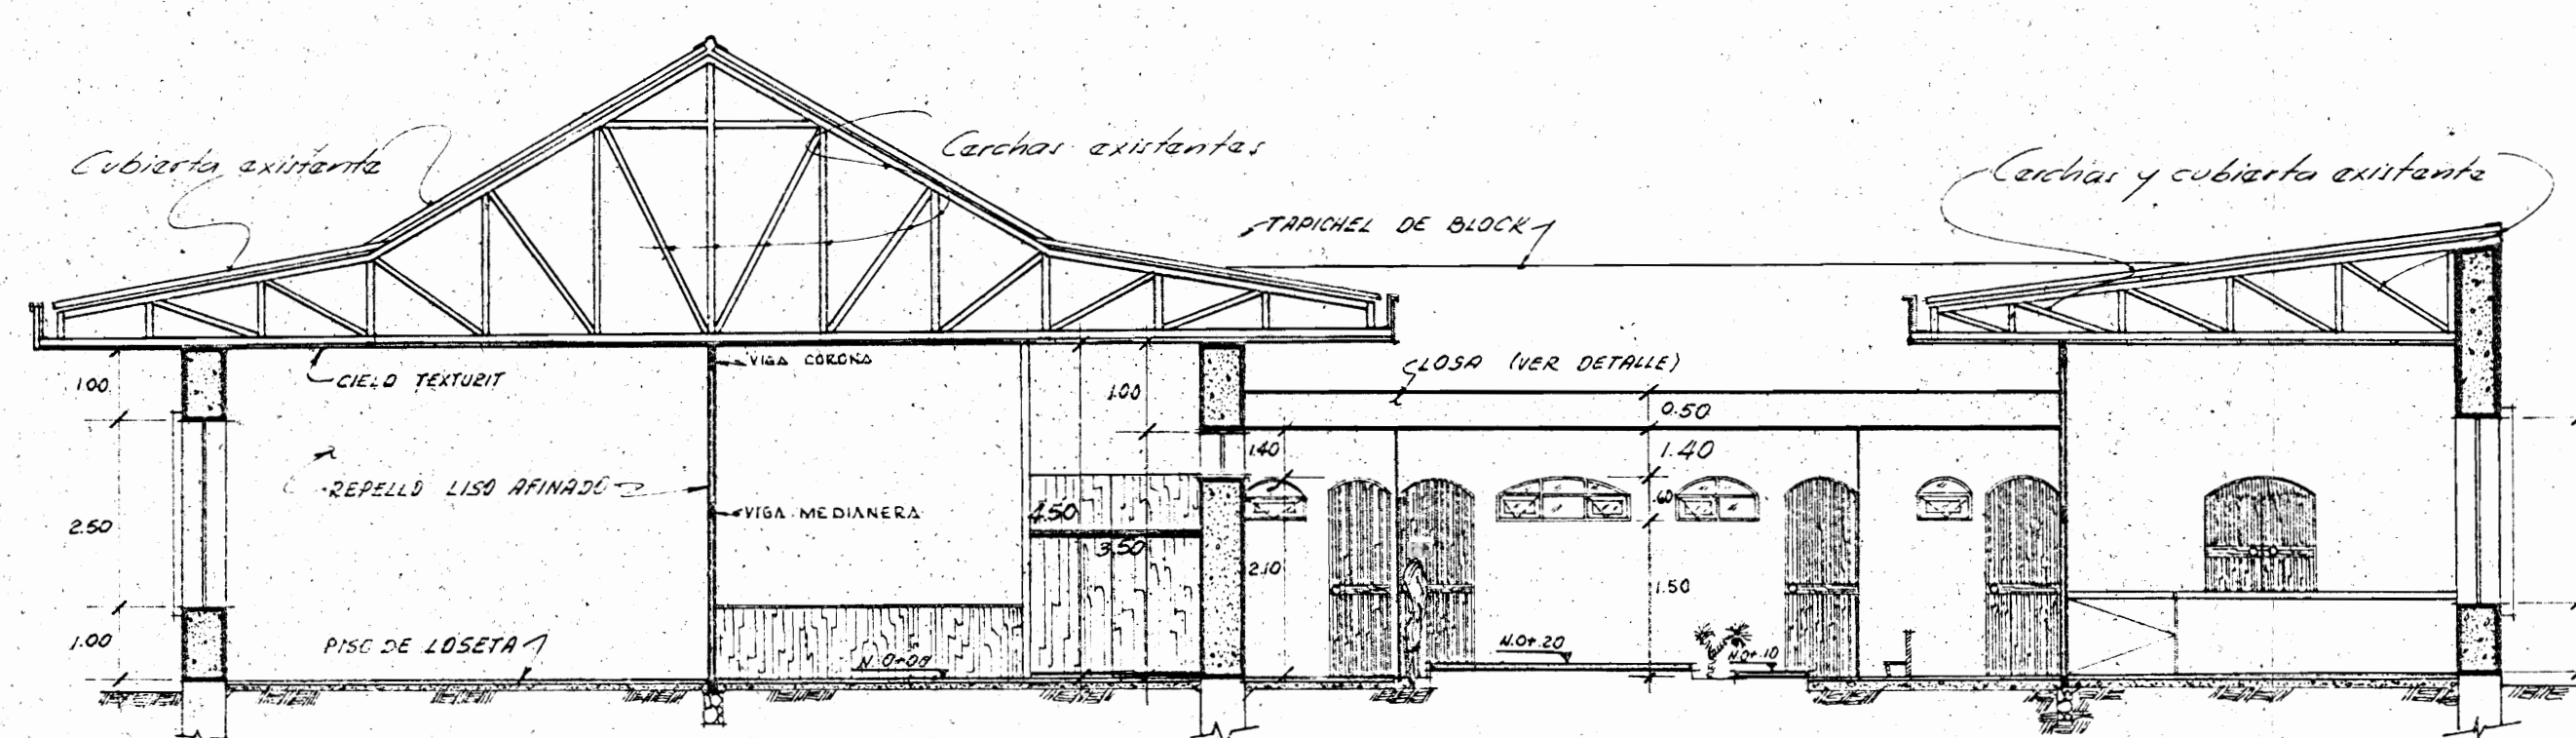 Cubierta existente
Cerchas existentes
Cerchas y cubierta existente
TAPICHEL DE BLOCK
VIGA CORONA
LOSA (VER DETALLE)
CIELO TEXTURIT
1.00
1.00
0.50
1.40
1.40
REPELLO LISO AFINADO
.60
VIGA MEDIANERA
4.50
2.50
3.50
2.10
1.50
PISO DE LOSETA
1.00
N.0+.20
N.0+.10
N.0+00